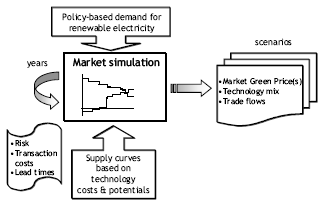 Policy-based demand for
renewable electricity
scenarios
years
Market simulation
• Market Green Price(s)
• Technology mix
• Trade flows
• Risk
• Transaction
costs
• Lead times
Supply curves
based on
technology
costs & potentials